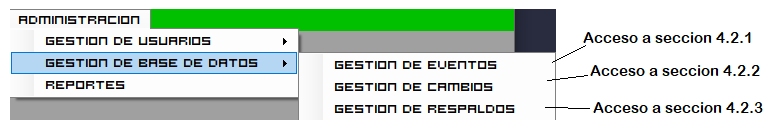 ADMINISTRACION
GESTION DE USUARIOS
GESTION DE BASE DE DATOS
REPORTES
GESTION DE EVENTOS
GESTION DE CAMBIOS
GESTION DE RESPALDOS
Acceso a seccion 4.2.1
Acceso a seccion 4.2.2
Acceso a seccion 4.2.3